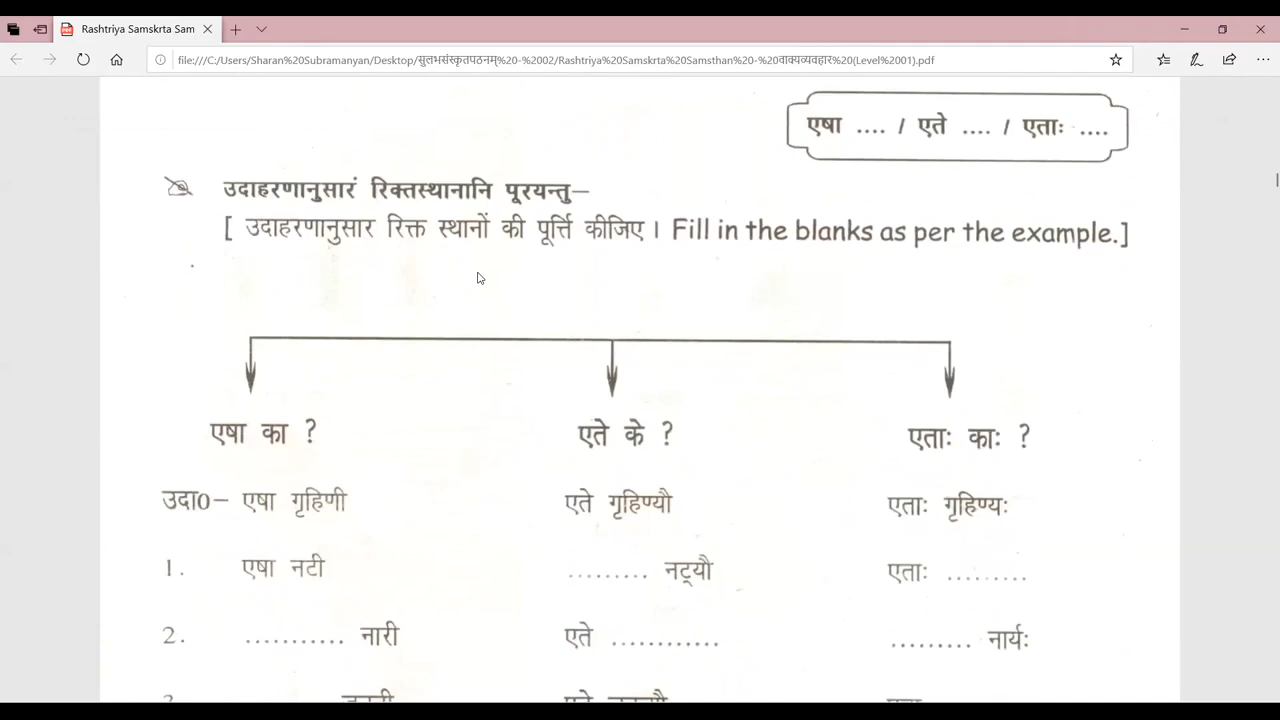 Rashtriya Samskrta Sam
file:///C:/Users/Sharan%20Subramanyan/Desktop/सुलभसंस्कृतपठनम्%20-%2002/Rashtriya%20Samskrta%20Samsthan%20-%20वाक्यव्यवहार%20(Level%2001).pdf
एषा .... / एते .... / एताः ....
उदाहरणानुसारं रिक्तस्थानानि पूरयन्तु—
[ उदाहरणानुसार रिक्त स्थानों की पूर्त्ति कीजिए । Fill in the blanks as per the example.]
एषा का ? एते के ? एताः काः ?
उदा0— एषा गृहिणी एते गृहिण्यौ एताः गृहिण्यः
1. एषा नटी ......... नट्यौ एताः .........
2. ........... नारी एते ............ ......... नार्यः